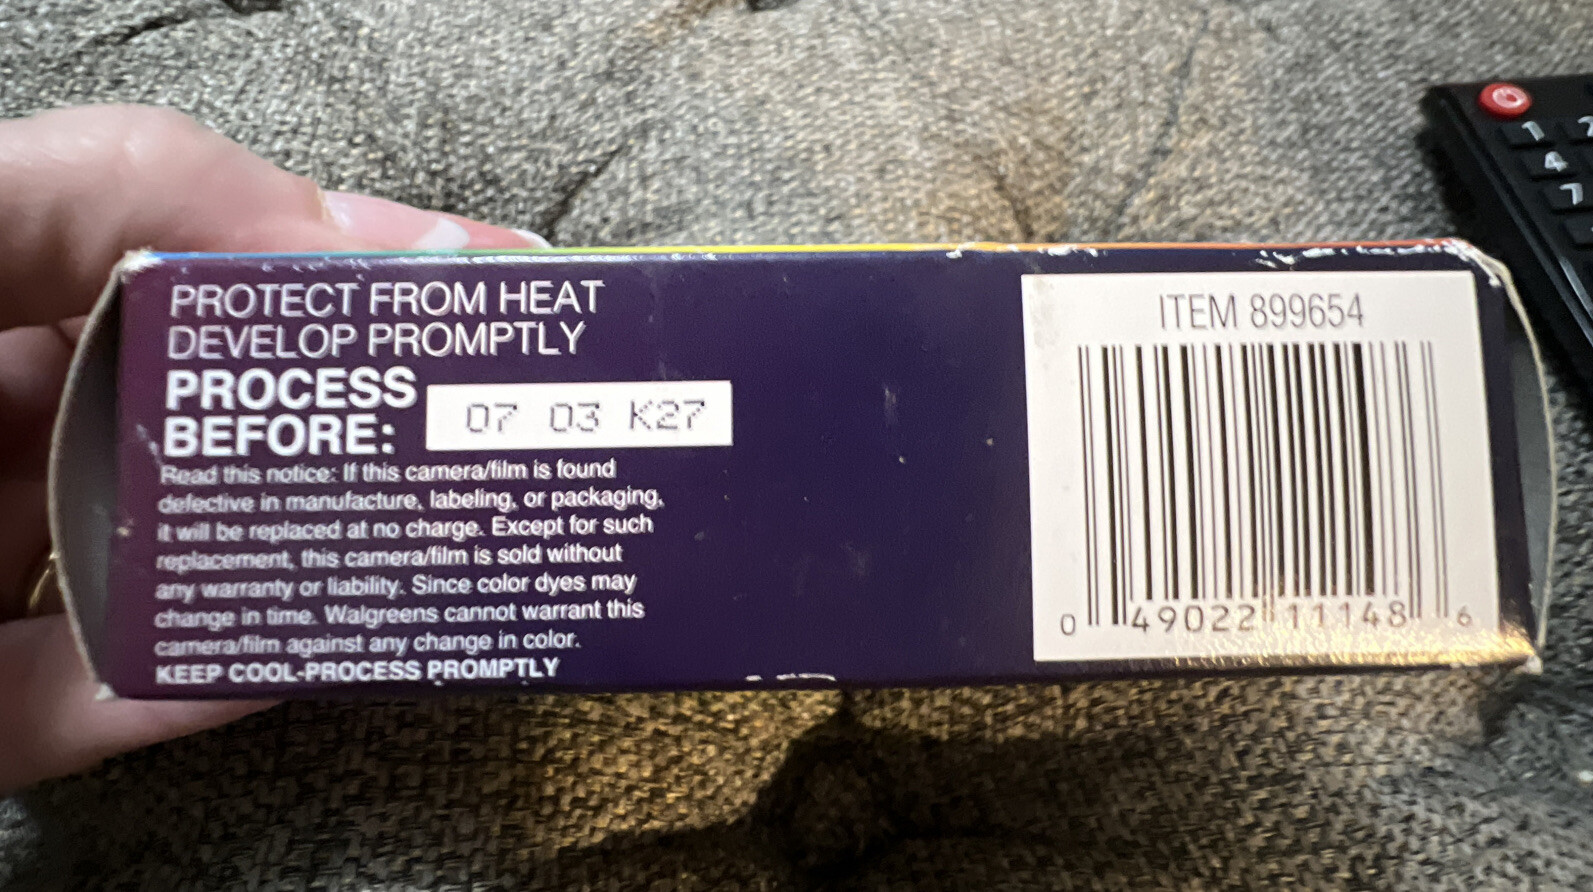 PROTECT FROM HEAT
DEVELOP PROMPTLY
PROCESS
BEFORE: 07 03 K27
Read this notice: If this camera/film is found
defective in manufacture, labeling, or packaging,
it will be replaced at no charge. Except for such
replacement, this camera/film is sold without
any warranty or liability. Since color dyes may
change in time. Walgreens cannot warrant this
camera/film against any change in color.
KEEP COOL-PROCESS PROMPTLY
ITEM 899654
0 49022 11148 6
1
4
7